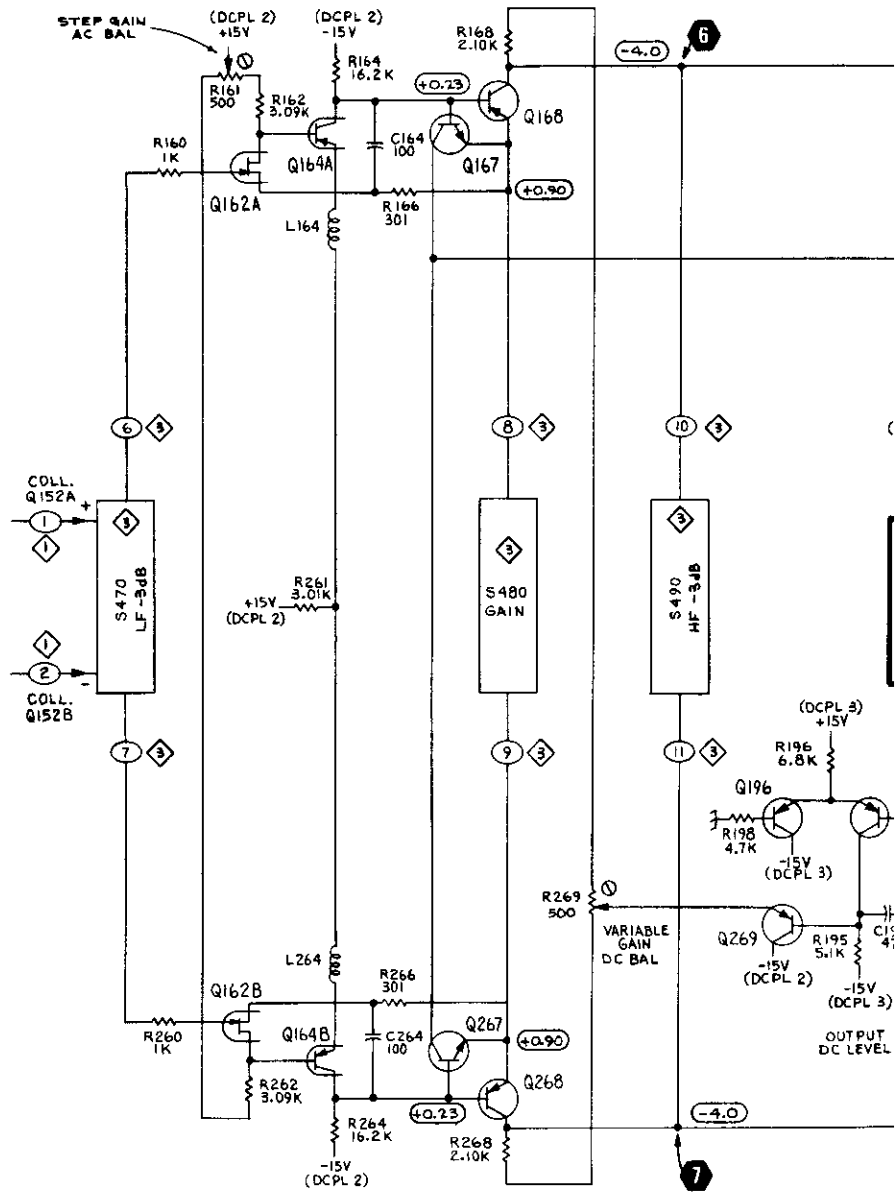 STEP GAIN
AC BAL
(DCPL 2)
+15V
(DCPL 2)
-15V
R161
500
R162
3.09K
R164
16.2K
+0.23
R168
2.10K
-4.0
6
R160
1K
Q162A
Q164A
C164
100
Q167
Q168
R166
301
+0.90
L164
6
3
8
3
10
3
COLL.
Q152A
1
+
1
3
S470
LF -3dB
1
2
-
COLL.
Q152B
R261
3.01K
+15V
(DCPL 2)
3
S480
GAIN
3
S490
HF -3dB
7
3
9
3
11
3
(DCPL 3)
+15V
R196
6.8K
Q196
R198
4.7K
-15V
(DCPL 3)
R269
500
VARIABLE
GAIN
DC BAL
Q269
-15V
(DCPL 2)
R195
5.1K
-15V
(DCPL 3)
OUTPUT
DC LEVEL
L264
Q162B
R260
1K
Q164B
R262
3.09K
R266
301
C264
100
Q267
+0.90
Q268
+0.23
R264
16.2K
-15V
(DCPL 2)
R268
2.10K
-4.0
7